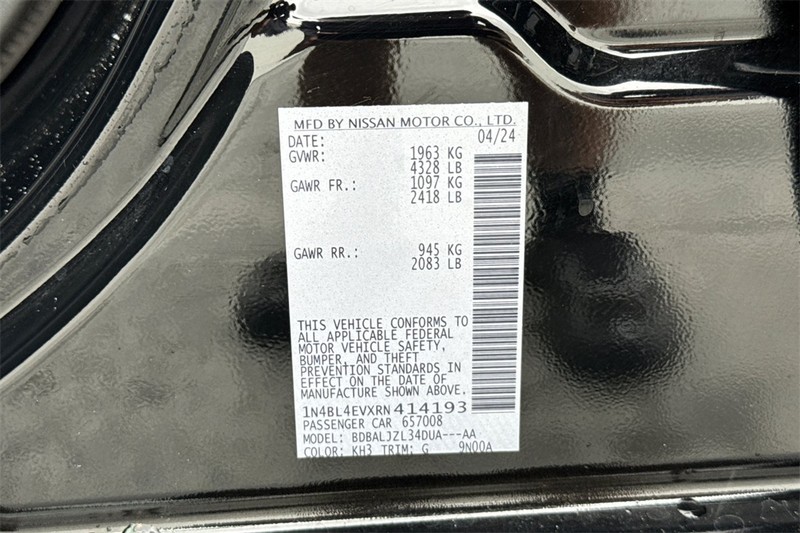 MFD BY NISSAN MOTOR CO., LTD.
DATE: 04/24
GVWR: 1963 KG
4328 LB
GAWR FR.: 1097 KG
2418 LB
GAWR RR.: 945 KG
2083 LB
THIS VEHICLE CONFORMS TO
ALL APPLICABLE FEDERAL
MOTOR VEHICLE SAFETY,
BUMPER, AND THEFT
PREVENTION STANDARDS IN
EFFECT ON THE DATE OF
MANUFACTURE SHOWN ABOVE.
1N4BL4EVXRN414193
PASSENGER CAR 657008
MODEL: BDBALJZL34DUA---AA
COLOR: KH3 TRIM: G 9N00A